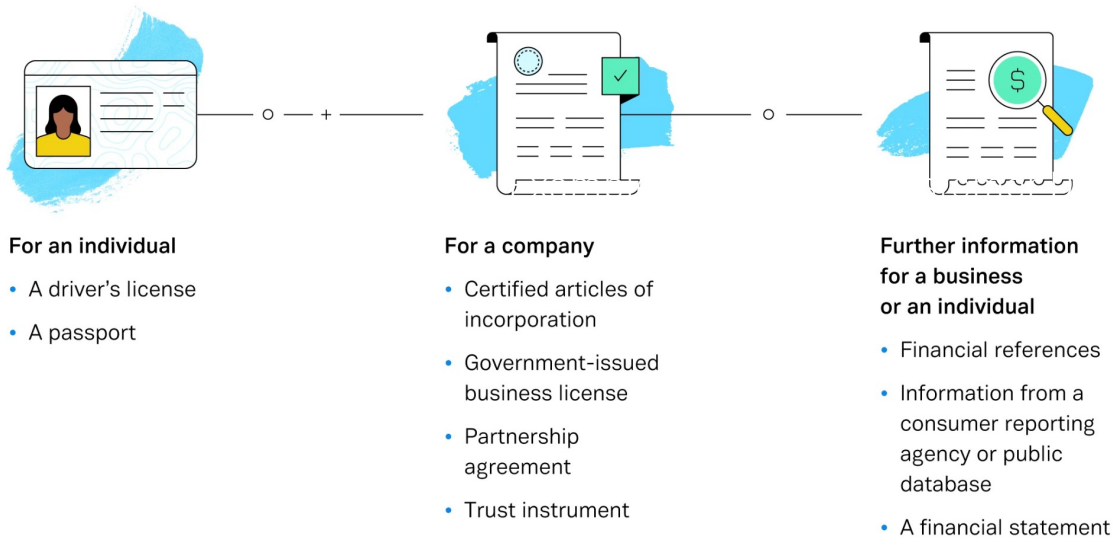 For an individual
• A driver’s license
• A passport
For a company
• Certified articles of
incorporation
• Government-issued
business license
• Partnership
agreement
• Trust instrument
Further information
for a business
or an individual
• Financial references
• Information from a
consumer reporting
agency or public
database
• A financial statement
$